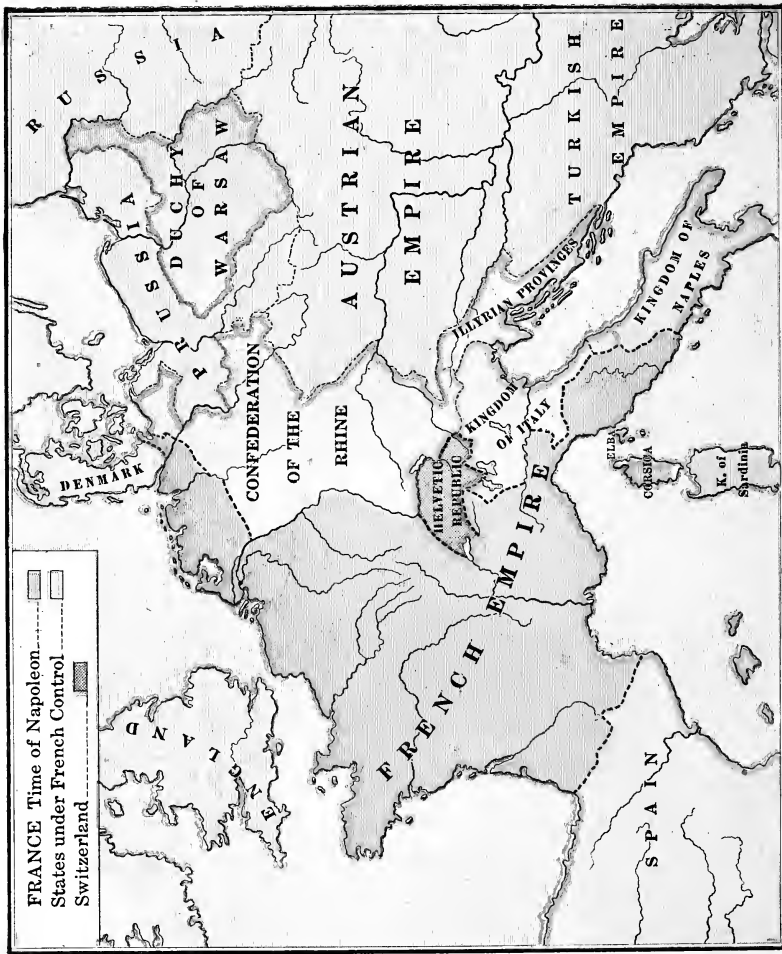 FRANCE Time of Napoleon
States under French Control
Switzerland
ENGLAND
DENMARK
PRUSSIA
RUSSIA
DUCHY
OF
WARSAW
CONFEDERATION
OF THE
RHINE
AUSTRIAN
EMPIRE
FRENCH EMPIRE
HELVETIC
REPUBLIC
KINGDOM
OF ITALY
ILLYRIAN PROVINCES
TURKISH
EMPIRE
KINGDOM OF
NAPLES
ELBA
CORSICA
K. of
Sardinia
SPAIN